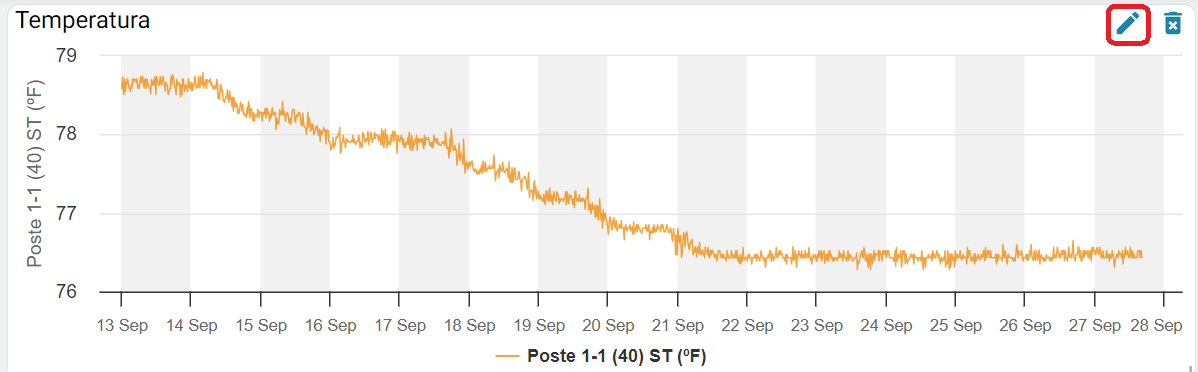 Temperatura
79
78
77
76
Poste 1-1 (40) ST (ºF)
13 Sep 14 Sep 15 Sep 16 Sep 17 Sep 18 Sep 19 Sep 20 Sep 21 Sep 22 Sep 23 Sep 24 Sep 25 Sep 26 Sep 27 Sep 28 Sep
Poste 1-1 (40) ST (ºF)